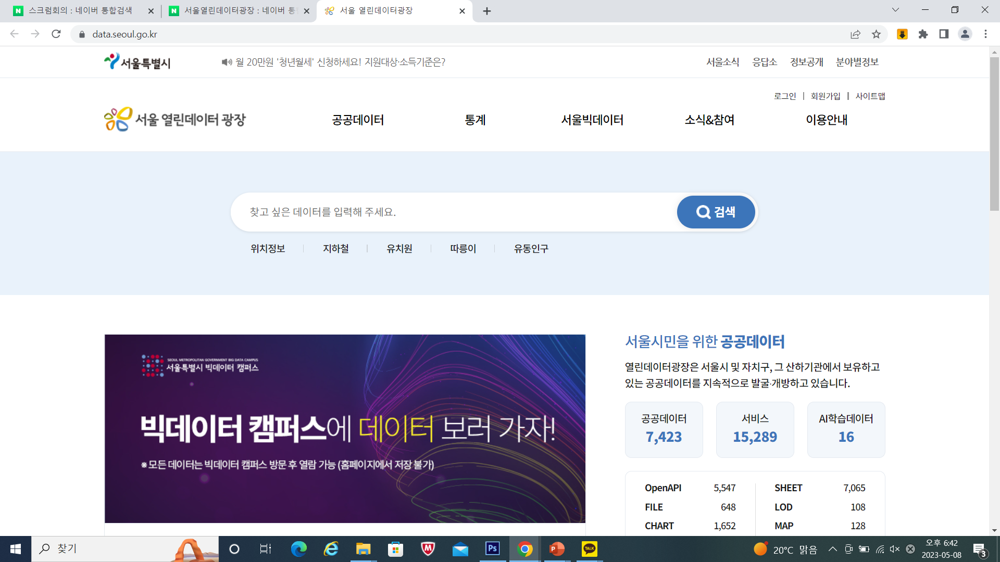 스크럼회의 : 네이버 통합검색
서울열린데이터광장 : 네이버 통
서울 열린데이터광장
data.seoul.go.kr
서울특별시
월 20만원 '청년월세' 신청하세요! 지원대상·소득기준은?
서울소식 응답소 정보공개 분야별정보
로그인 회원가입 사이트맵
서울 열린데이터 광장
공공데이터 통계 서울빅데이터 소식&참여 이용안내
찾고 싶은 데이터를 입력해 주세요.
검색
위치정보 지하철 유치원 따릉이 유동인구
SEOUL METROPOLITAN GOVERNMENT BIG DATA CAMPUS
서울특별시 빅데이터 캠퍼스
빅데이터 캠퍼스에 데이터 보러 가자!
※ 모든 데이터는 빅데이터 캠퍼스 방문 후 열람 가능 (홈페이지에서 저장 불가)
서울시민을 위한 공공데이터
열린데이터광장은 서울시 및 자치구, 그 산하기관에서 보유하고
있는 공공데이터를 지속적으로 발굴·개방하고 있습니다.
공공데이터 서비스 AI학습데이터
7,423 15,289 16
OpenAPI 5,547 SHEET 7,065
FILE 648 LOD 108
CHART 1,652 MAP 128
찾기
Ps
P
TALK
20°C 맑음
오후 6:42
2023-05-08
3